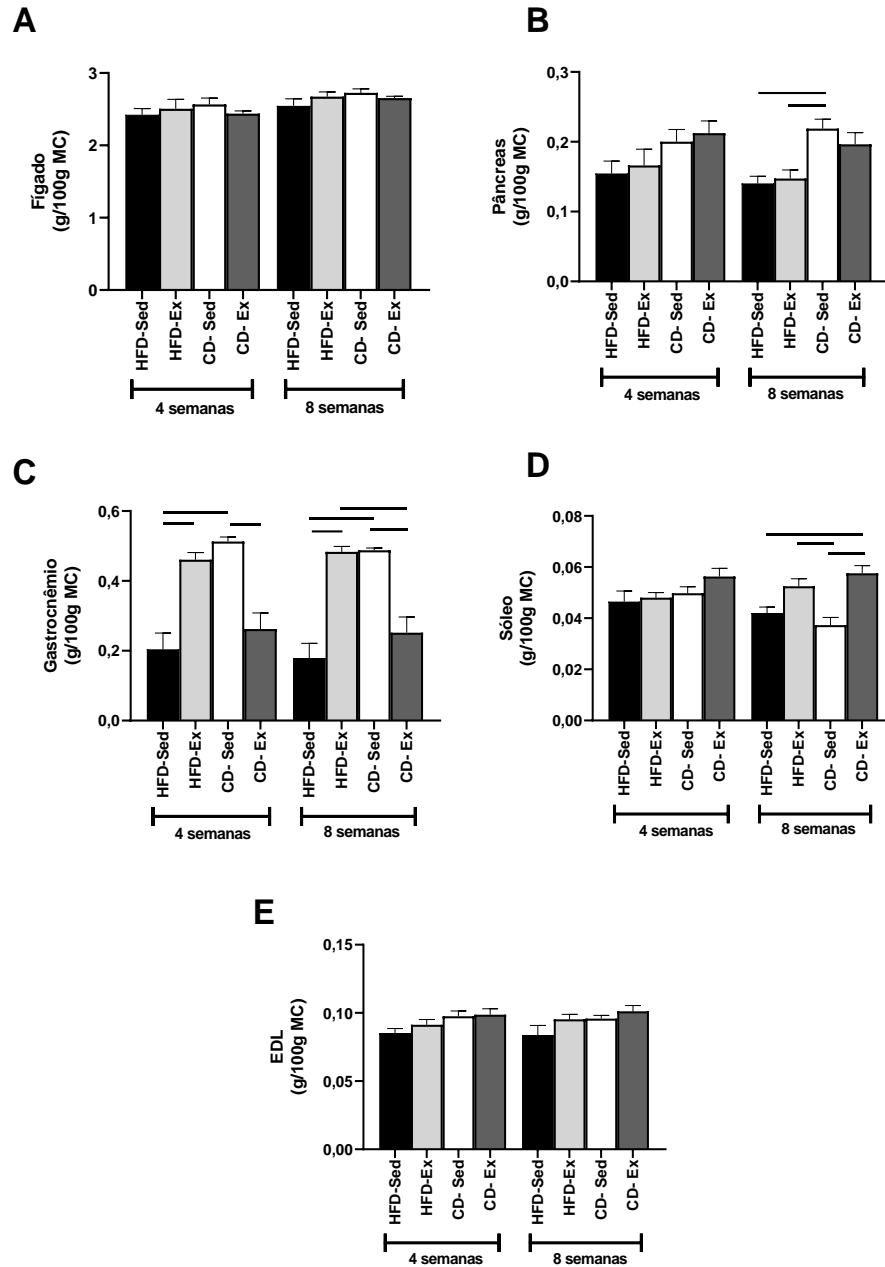 A
Fígado
(g/100g MC)
3
2
1
0
HFD-Sed
HFD-Ex
CD- Sed
CD- Ex
HFD-Sed
HFD-Ex
CD- Sed
CD- Ex
4 semanas
8 semanas
B
Pâncreas
(g/100g MC)
0,3
0,2
0,1
0,0
HFD-Sed
HFD-Ex
CD- Sed
CD- Ex
HFD-Sed
HFD-Ex
CD- Sed
CD- Ex
4 semanas
8 semanas
C
Gastrocnêmio
(g/100g MC)
0,6
0,4
0,2
0,0
HFD-Sed
HFD-Ex
CD- Sed
CD- Ex
HFD-Sed
HFD-Ex
CD- Sed
CD- Ex
4 semanas
8 semanas
D
Sóleo
(g/100g MC)
0,08
0,06
0,04
0,02
0,00
HFD-Sed
HFD-Ex
CD- Sed
CD- Ex
HFD-Sed
HFD-Ex
CD- Sed
CD- Ex
4 semanas
8 semanas
E
EDL
(g/100g MC)
0,15
0,10
0,05
0,00
HFD-Sed
HFD-Ex
CD- Sed
CD- Ex
HFD-Sed
HFD-Ex
CD- Sed
CD- Ex
4 semanas
8 semanas